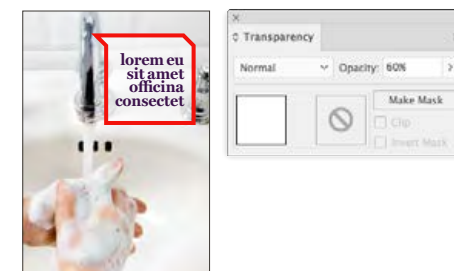 lorem eu
sit amet
officina
consectet
Transparency
Normal
Opacity: 60%
Make Mask
Clip
Invert Mask